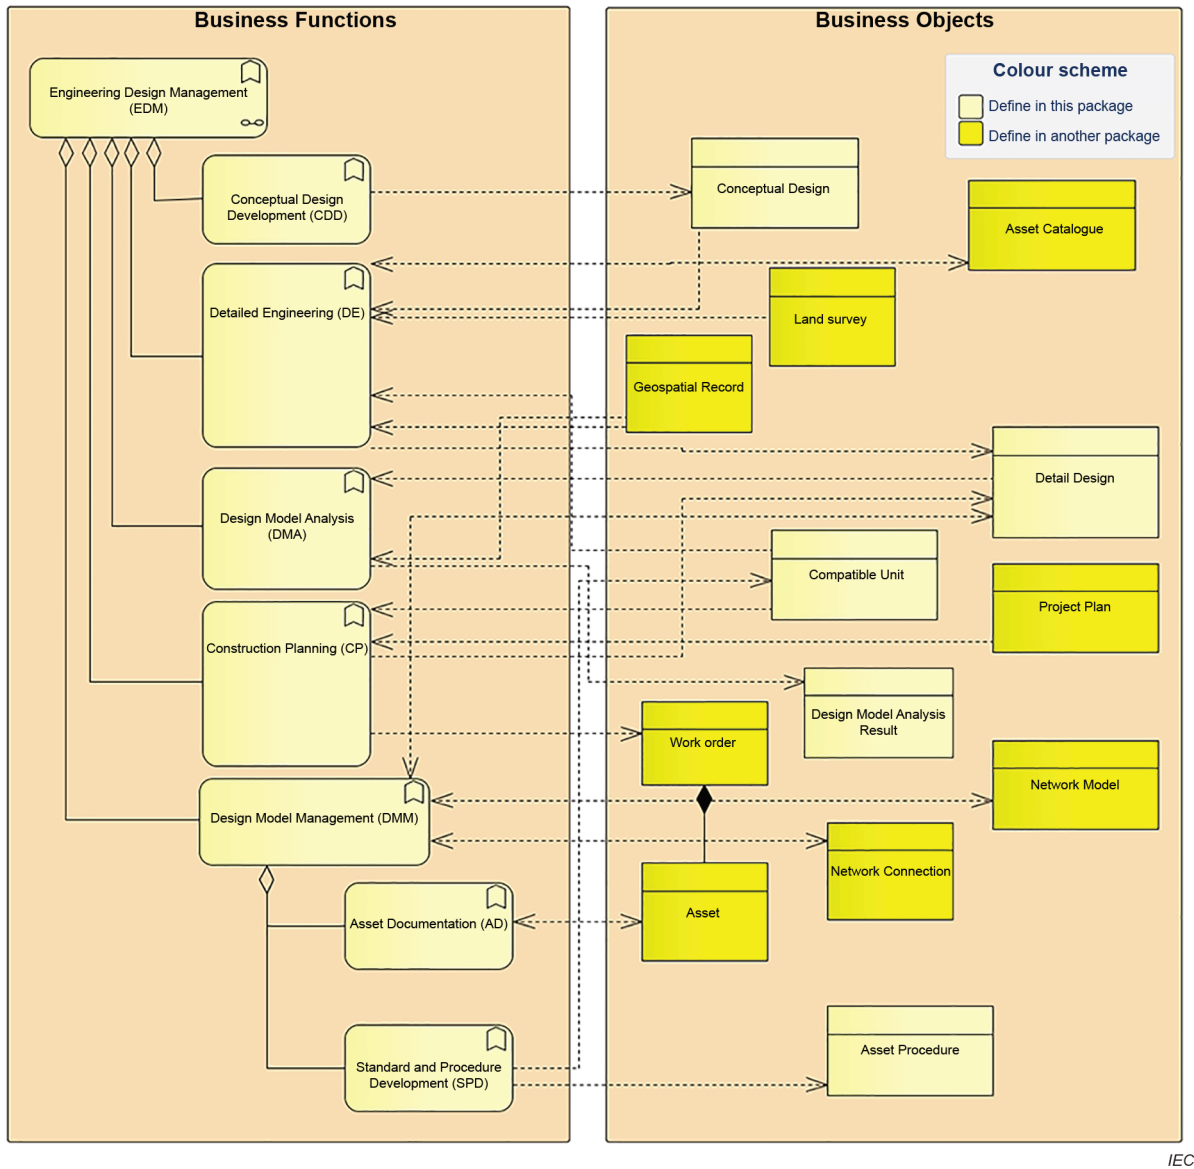 Business Functions
Business Objects
Colour scheme
Define in this package
Define in another package
Engineering Design Management
(EDM)
Conceptual Design
Development (CDD)
Detailed Engineering (DE)
Design Model Analysis
(DMA)
Construction Planning (CP)
Design Model Management (DMM)
Asset Documentation (AD)
Standard and Procedure
Development (SPD)
Conceptual Design
Asset Catalogue
Land survey
Geospatial Record
Detail Design
Compatible Unit
Project Plan
Design Model Analysis
Result
Work order
Network Model
Network Connection
Asset
Asset Procedure
IEC